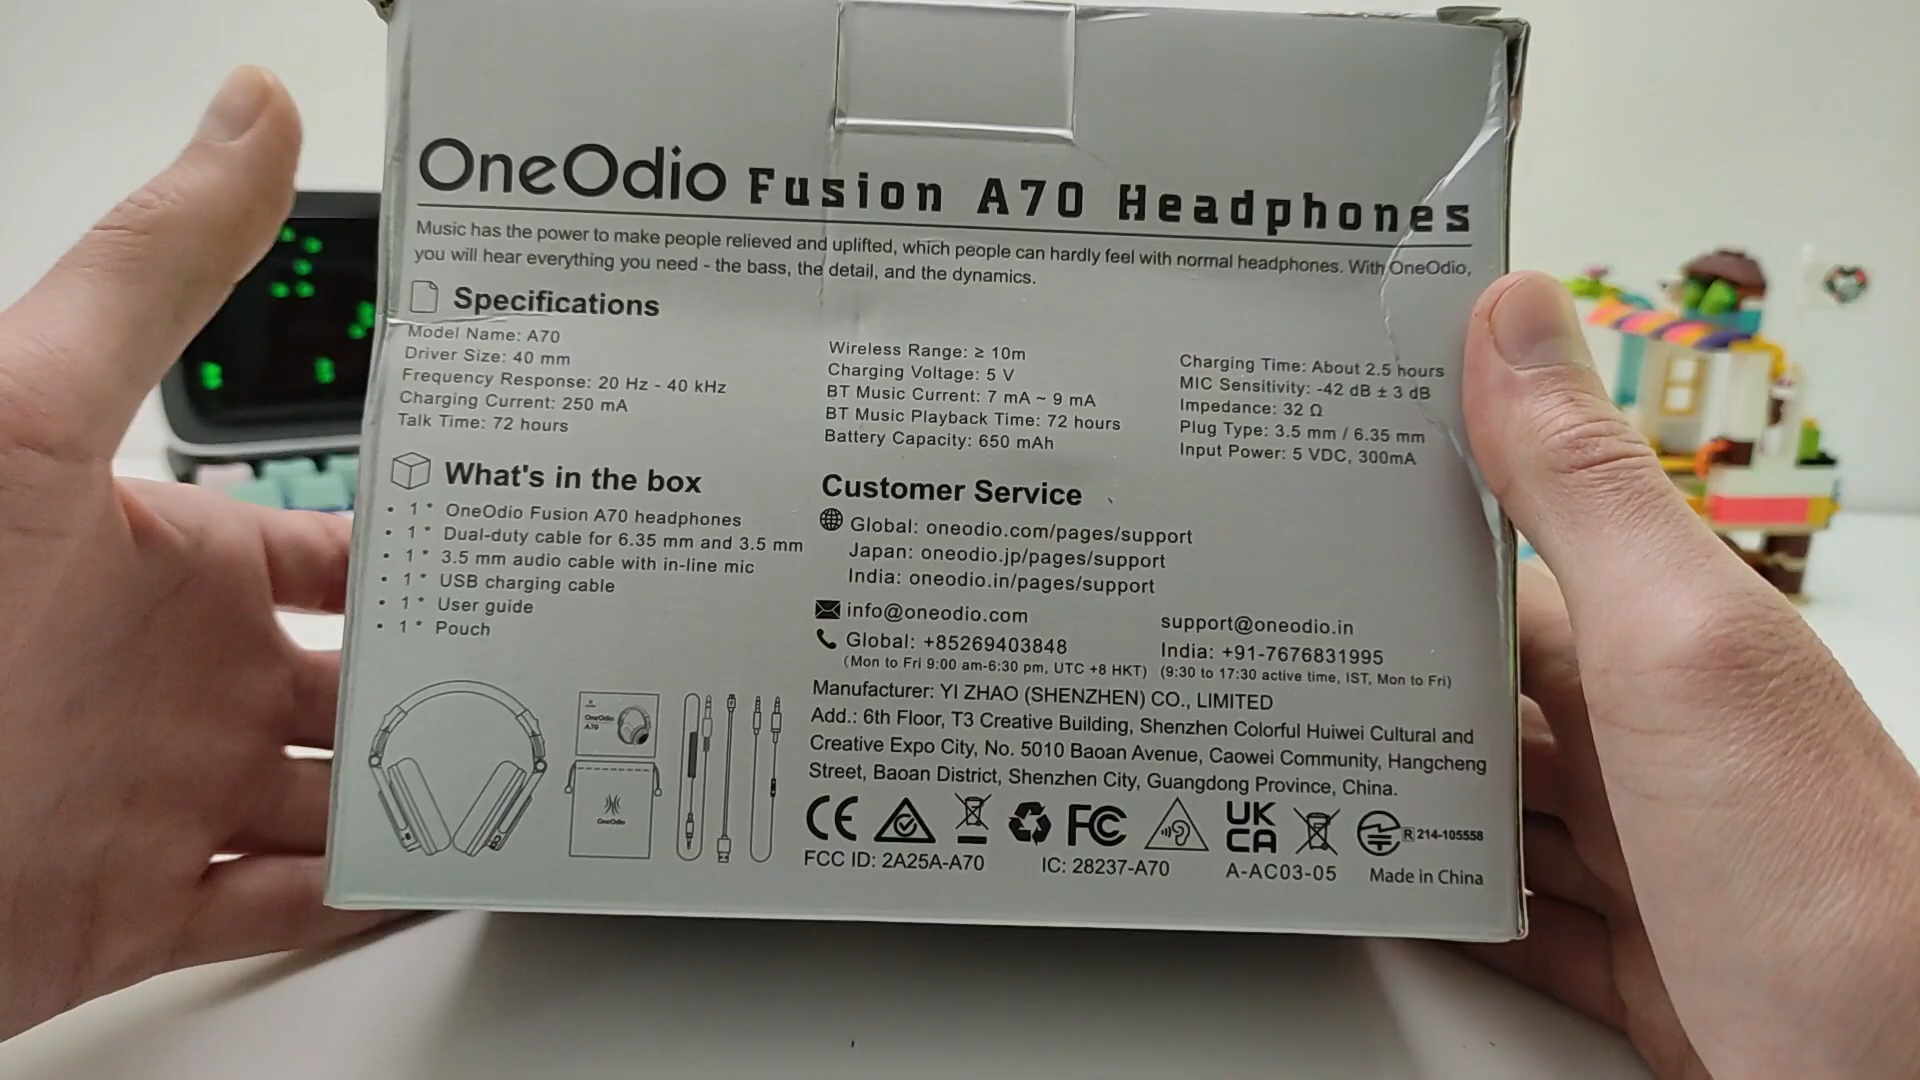 OneOdio Fusion A70 Headphones
Music has the power to make people relieved and uplifted, which people can hardly feel with normal headphones. With OneOdio,
you will hear everything you need - the bass, the detail, and the dynamics.
Specifications
Model Name: A70
Driver Size: 40 mm
Frequency Response: 20 Hz - 40 kHz
Charging Current: 250 mA
Talk Time: 72 hours
Wireless Range: ≥ 10m
Charging Voltage: 5 V
BT Music Current: 7 mA ~ 9 mA
BT Music Playback Time: 72 hours
Battery Capacity: 650 mAh
Charging Time: About 2.5 hours
MIC Sensitivity: -42 dB ± 3 dB
Impedance: 32 Ω
Plug Type: 3.5 mm / 6.35 mm
Input Power: 5 VDC, 300mA
What's in the box
• 1 * OneOdio Fusion A70 headphones
• 1 * Dual-duty cable for 6.35 mm and 3.5 mm
• 1 * 3.5 mm audio cable with in-line mic
• 1 * USB charging cable
• 1 * User guide
• 1 * Pouch
OneOdio
A70
OneOdio
Customer Service
Global: oneodio.com/pages/support
Japan: oneodio.jp/pages/support
India: oneodio.in/pages/support
info@oneodio.com
support@oneodio.in
Global: +85269403848
(Mon to Fri 9:00 am-6:30 pm, UTC +8 HKT)
India: +91-7676831995
(9:30 to 17:30 active time, IST, Mon to Fri)
Manufacturer: YI ZHAO (SHENZHEN) CO., LIMITED
Add.: 6th Floor, T3 Creative Building, Shenzhen Colorful Huiwei Cultural and
Creative Expo City, No. 5010 Baoan Avenue, Caowei Community, Hangcheng
Street, Baoan District, Shenzhen City, Guangdong Province, China.
CE FC UK CA R 214-105558
FCC ID: 2A25A-A70 IC: 28237-A70 A-AC03-05 Made in China